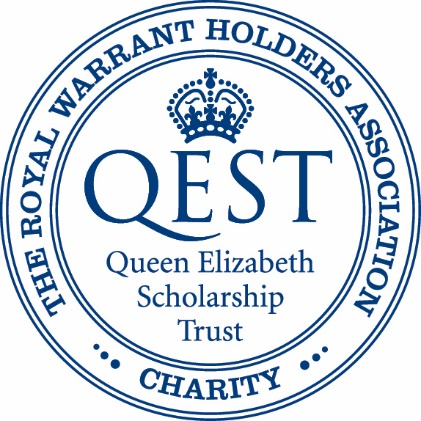 THE ROYAL WARRANT HOLDERS ASSOCIATION
QEST
Queen Elizabeth
Scholarship
Trust
••• CHARITY •••